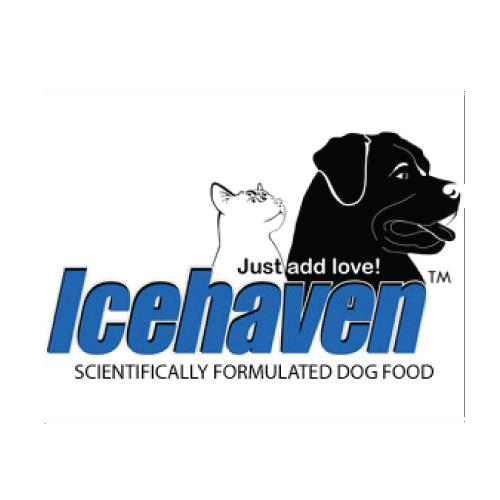 Just add love!
Icehaven™
SCIENTIFICALLY FORMULATED DOG FOOD